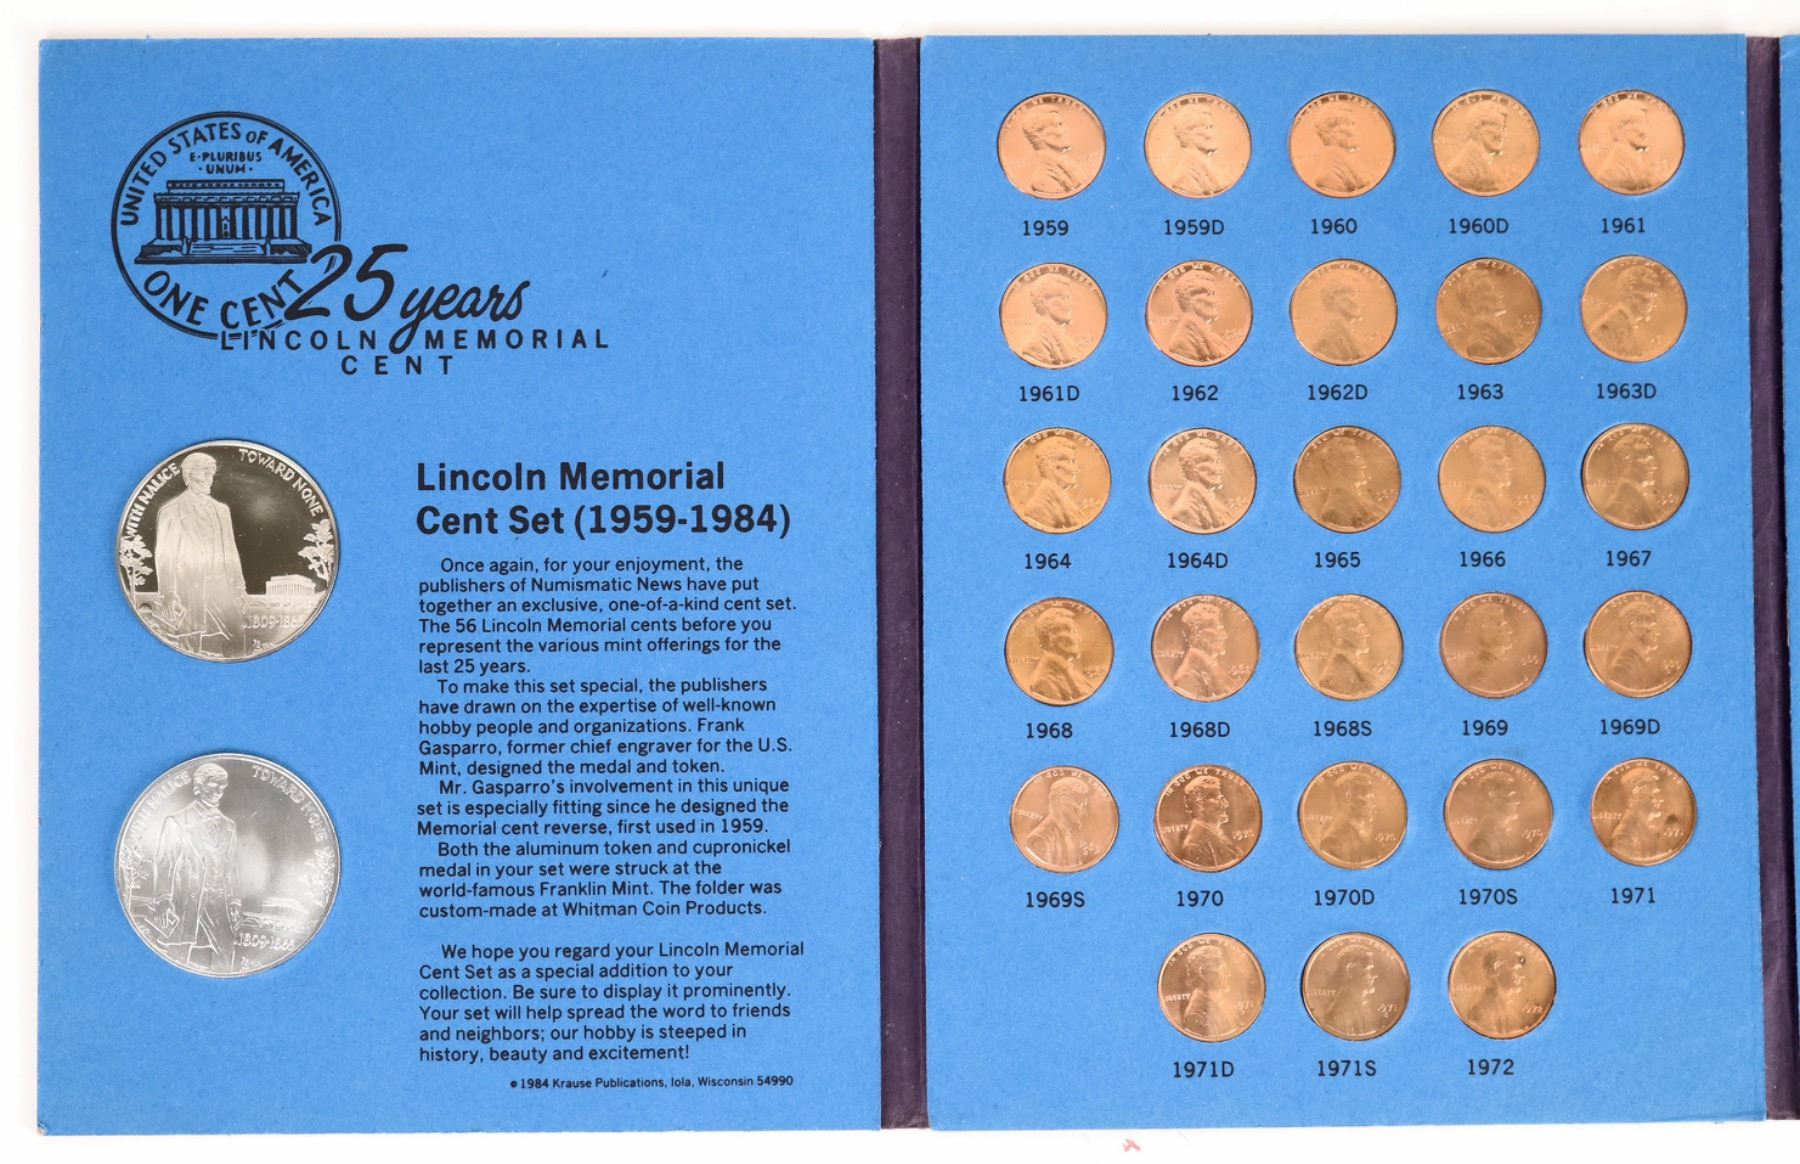 UNITED STATES OF AMERICA
E·PLURIBUS
·UNUM·
ONE CENT
25 years
LINCOLN MEMORIAL
CENT
WITH MALICE TOWARD NONE
1809-1865
WITH MALICE TOWARD NONE
1809-1865
Lincoln Memorial
Cent Set (1959-1984)
Once again, for your enjoyment, the
publishers of Numismatic News have put
together an exclusive, one-of-a-kind cent set.
The 56 Lincoln Memorial cents before you
represent the various mint offerings for the
last 25 years.
To make this set special, the publishers
have drawn on the expertise of well-known
hobby people and organizations. Frank
Gasparro, former chief engraver for the U.S.
Mint, designed the medal and token.
Mr. Gasparro's involvement in this unique
set is especially fitting since he designed the
Memorial cent reverse, first used in 1959.
Both the aluminum token and cupronickel
medal in your set were struck at the
world-famous Franklin Mint. The folder was
custom-made at Whitman Coin Products.
We hope you regard your Lincoln Memorial
Cent Set as a special addition to your
collection. Be sure to display it prominently.
Your set will help spread the word to friends
and neighbors; our hobby is steeped in
history, beauty and excitement!
© 1984 Krause Publications, Iola, Wisconsin 54990
1959 1959D 1960 1960D 1961
1961D 1962 1962D 1963 1963D
1964 1964D 1965 1966 1967
1968 1968D 1968S 1969 1969D
1969S 1970 1970D 1970S 1971
1971D 1971S 1972